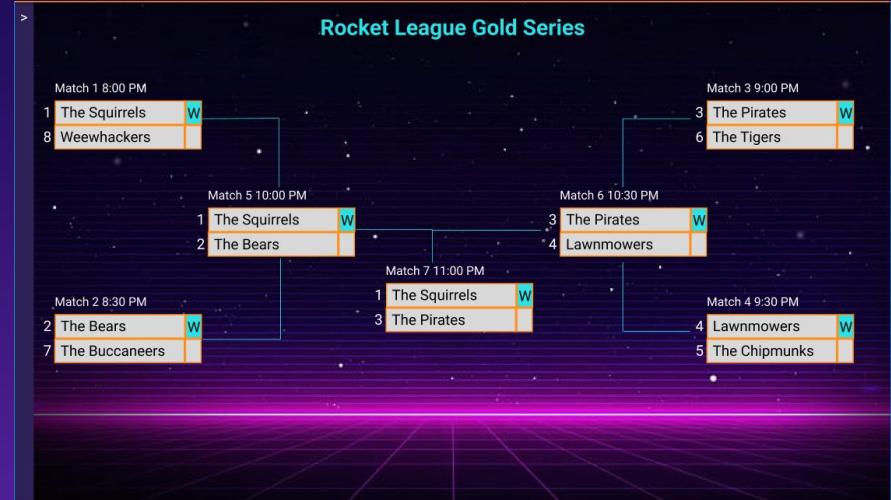 >
Rocket League Gold Series
Match 1 8:00 PM
1 The Squirrels W
8 Weewhackers
Match 3 9:00 PM
3 The Pirates W
6 The Tigers
Match 5 10:00 PM
1 The Squirrels W
2 The Bears
Match 6 10:30 PM
3 The Pirates W
4 Lawnmowers
Match 7 11:00 PM
1 The Squirrels W
3 The Pirates
Match 2 8:30 PM
2 The Bears W
7 The Buccaneers
Match 4 9:30 PM
4 Lawnmowers W
5 The Chipmunks